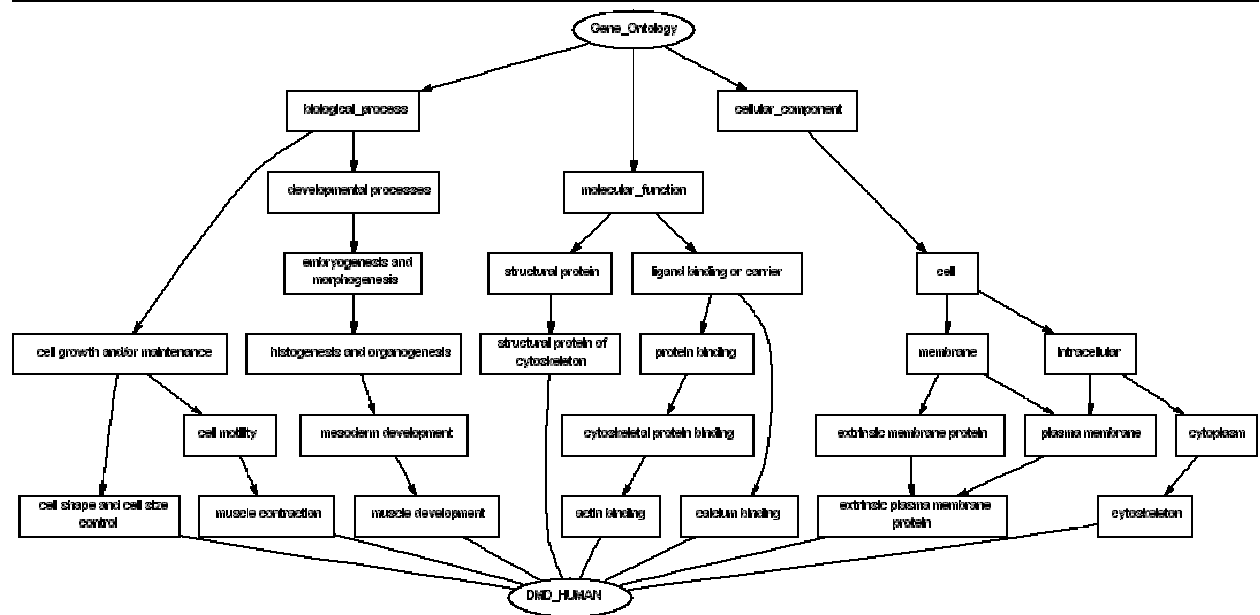 Gene_Ontology
biological_process
cellular_component
developmental processes
molecular_function
embryogenesis and
morphogenesis
structural protein
ligand binding or carrier
cell
cell growth and/or maintenance
histogenesis and organogenesis
structural protein of
cytoskeleton
protein binding
membrane
intracellular
cell motility
mesoderm development
cytoskeletal protein binding
extrinsic membrane protein
plasma membrane
cytoplasm
cell shape and cell size
control
muscle contraction
muscle development
actin binding
calcium binding
extrinsic plasma membrane
protein
cytoskeleton
DMD_HUMAN